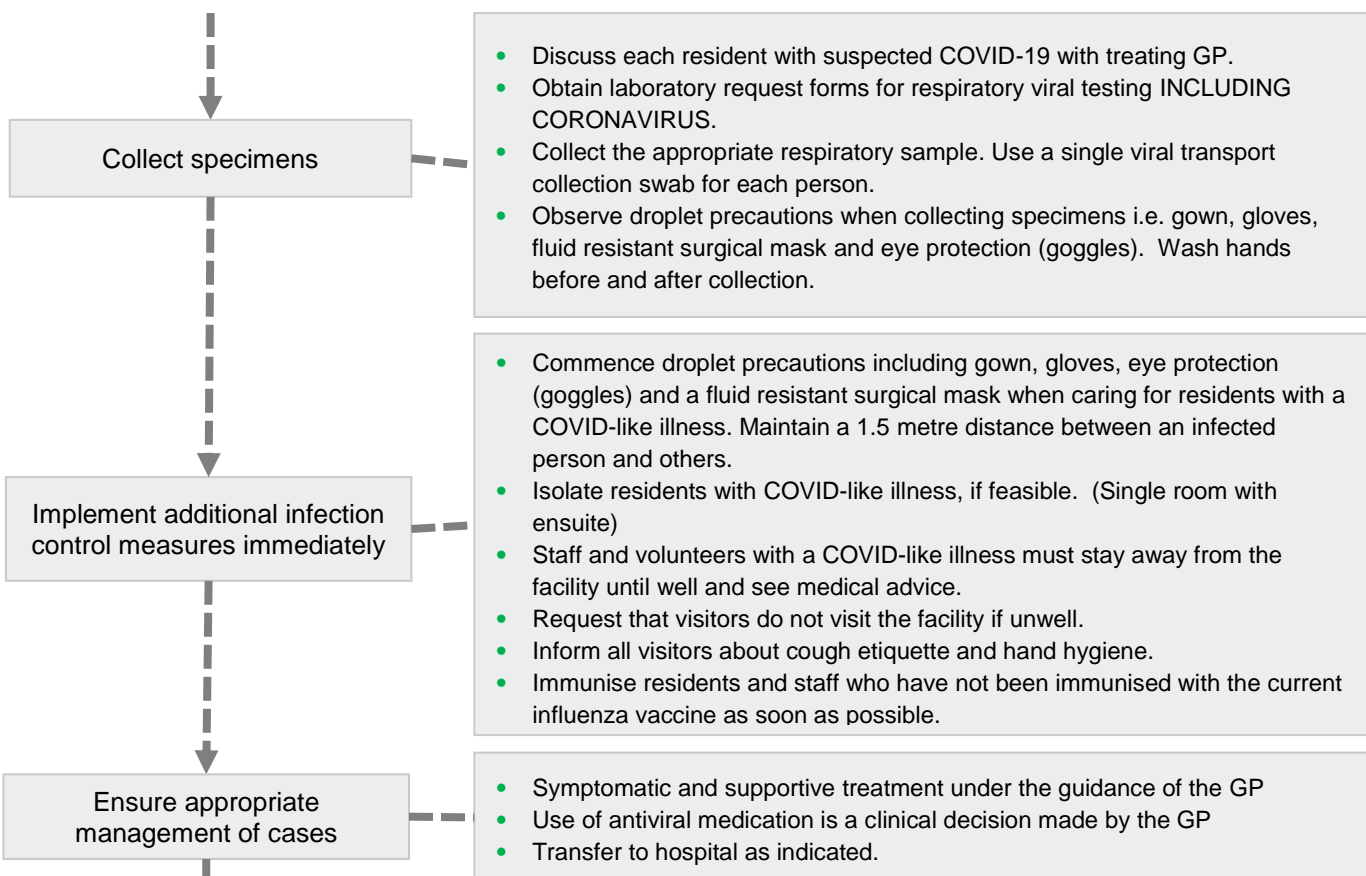 Collect specimens
• Discuss each resident with suspected COVID-19 with treating GP.
• Obtain laboratory request forms for respiratory viral testing INCLUDING
CORONAVIRUS.
• Collect the appropriate respiratory sample. Use a single viral transport
collection swab for each person.
• Observe droplet precautions when collecting specimens i.e. gown, gloves,
fluid resistant surgical mask and eye protection (goggles).  Wash hands
before and after collection.
Implement additional infection
control measures immediately
• Commence droplet precautions including gown, gloves, eye protection
(goggles) and a fluid resistant surgical mask when caring for residents with a
COVID-like illness. Maintain a 1.5 metre distance between an infected
person and others.
• Isolate residents with COVID-like illness, if feasible.  (Single room with
ensuite)
• Staff and volunteers with a COVID-like illness must stay away from the
facility until well and see medical advice.
• Request that visitors do not visit the facility if unwell.
• Inform all visitors about cough etiquette and hand hygiene.
• Immunise residents and staff who have not been immunised with the current
influenza vaccine as soon as possible.
Ensure appropriate
management of cases
• Symptomatic and supportive treatment under the guidance of the GP
• Use of antiviral medication is a clinical decision made by the GP
• Transfer to hospital as indicated.